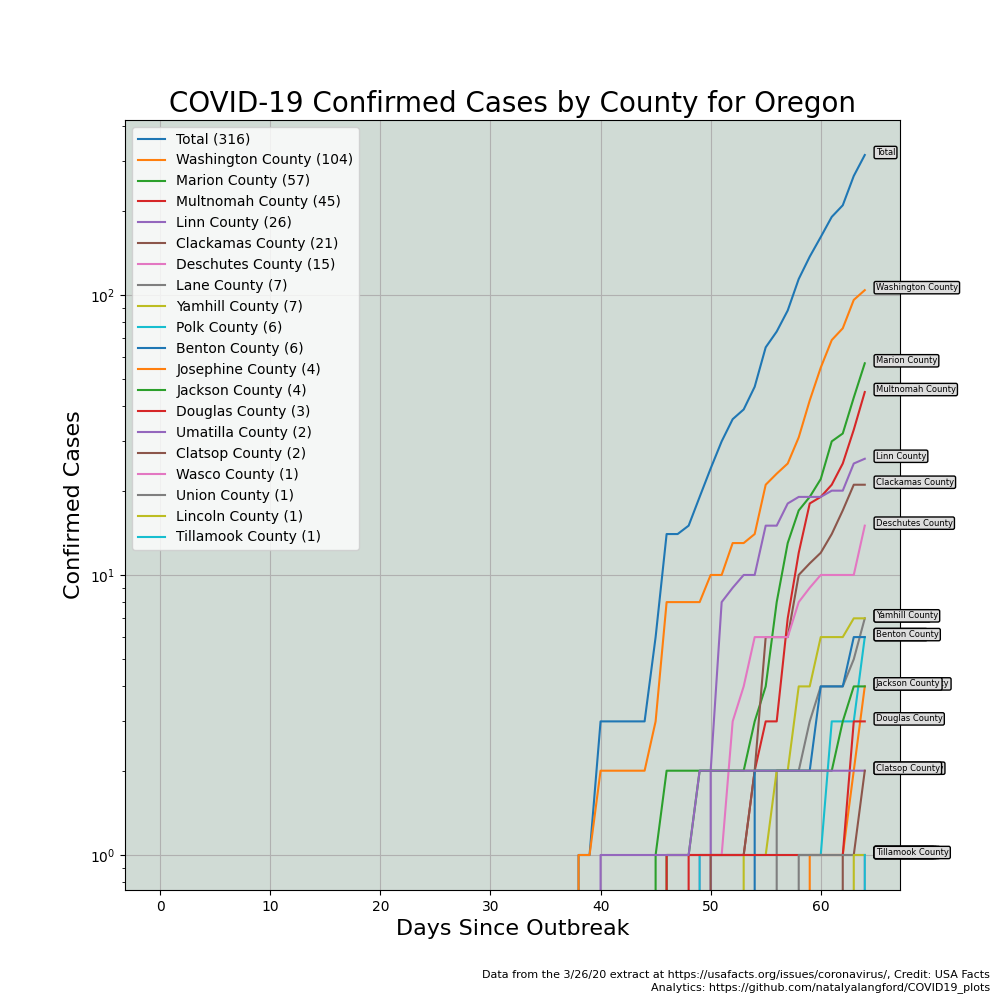 COVID-19 Confirmed Cases by County for Oregon
Total (316)
Washington County (104)
Marion County (57)
Multnomah County (45)
Linn County (26)
Clackamas County (21)
Deschutes County (15)
Lane County (7)
Yamhill County (7)
Polk County (6)
Benton County (6)
Josephine County (4)
Jackson County (4)
Douglas County (3)
Umatilla County (2)
Clatsop County (2)
Wasco County (1)
Union County (1)
Lincoln County (1)
Tillamook County (1)
Total
Washington County
Marion County
Multnomah County
Linn County
Clackamas County
Deschutes County
Yamhill County
Benton County
Jackson County
Douglas County
Clatsop County
Tillamook County
Confirmed Cases
10²
10¹
10⁰
0 10 20 30 40 50 60
Days Since Outbreak
Data from the 3/26/20 extract at https://usafacts.org/issues/coronavirus/, Credit: USA Facts
Analytics: https://github.com/natalyalangford/COVID19_plots